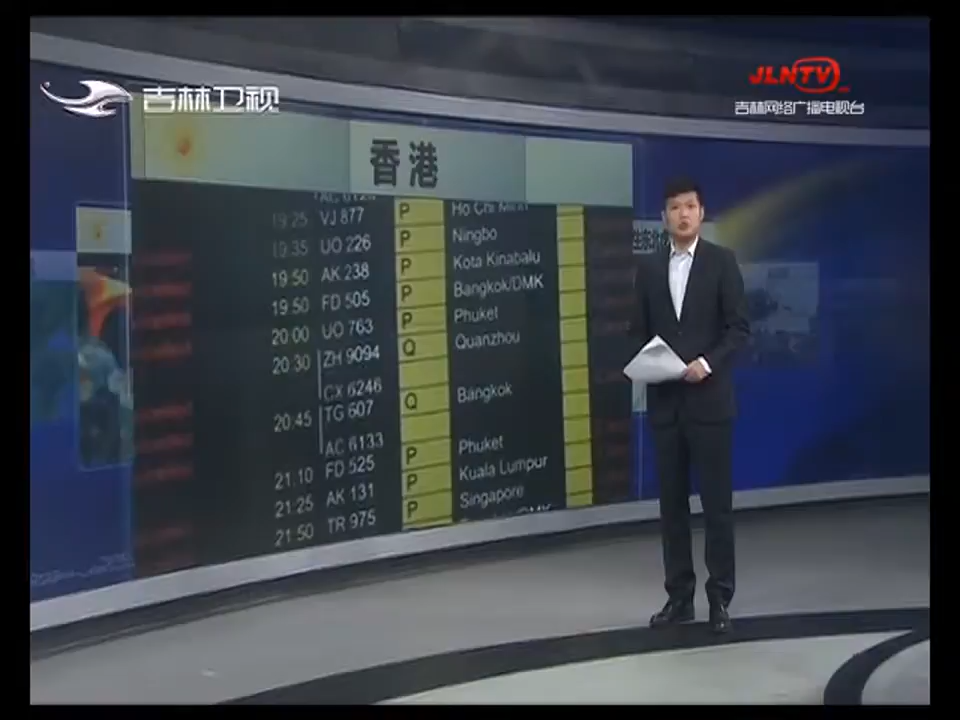 吉林卫视
JLNTV
吉林网络广播电视台
香港
19:25 VJ 877 P Ho Chi Minh
19:35 UO 226 P Ningbo
19:50 AK 238 P Kota Kinabalu
19:50 FD 505 P Bangkok/DMK
20:00 UO 763 P Phuket
20:30 ZH 9094 Q Quanzhou
CX 6246
20:45 TG 607 Q Bangkok
AC 6133
21:10 FD 525 P Phuket
21:25 AK 131 P Kuala Lumpur
21:50 TR 975 P Singapore